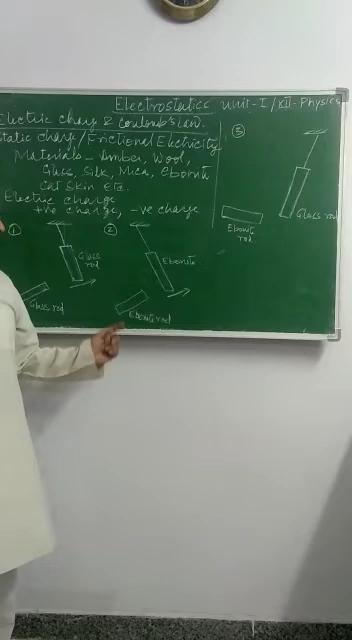 Electrostatics Unit-I/XII-Physics
Electric charge & coulomb's law.
Static charge/Frictional Electricity
Materials - Amber, Wool,
Glass, Silk, Mica, Ebonite
Cat Skin etc.
Electric charge
+ve charge, -ve charge
1
Glass rod
Glass rod
2
Ebonite
Ebonite rod
3
Glass rod
Ebonite rod